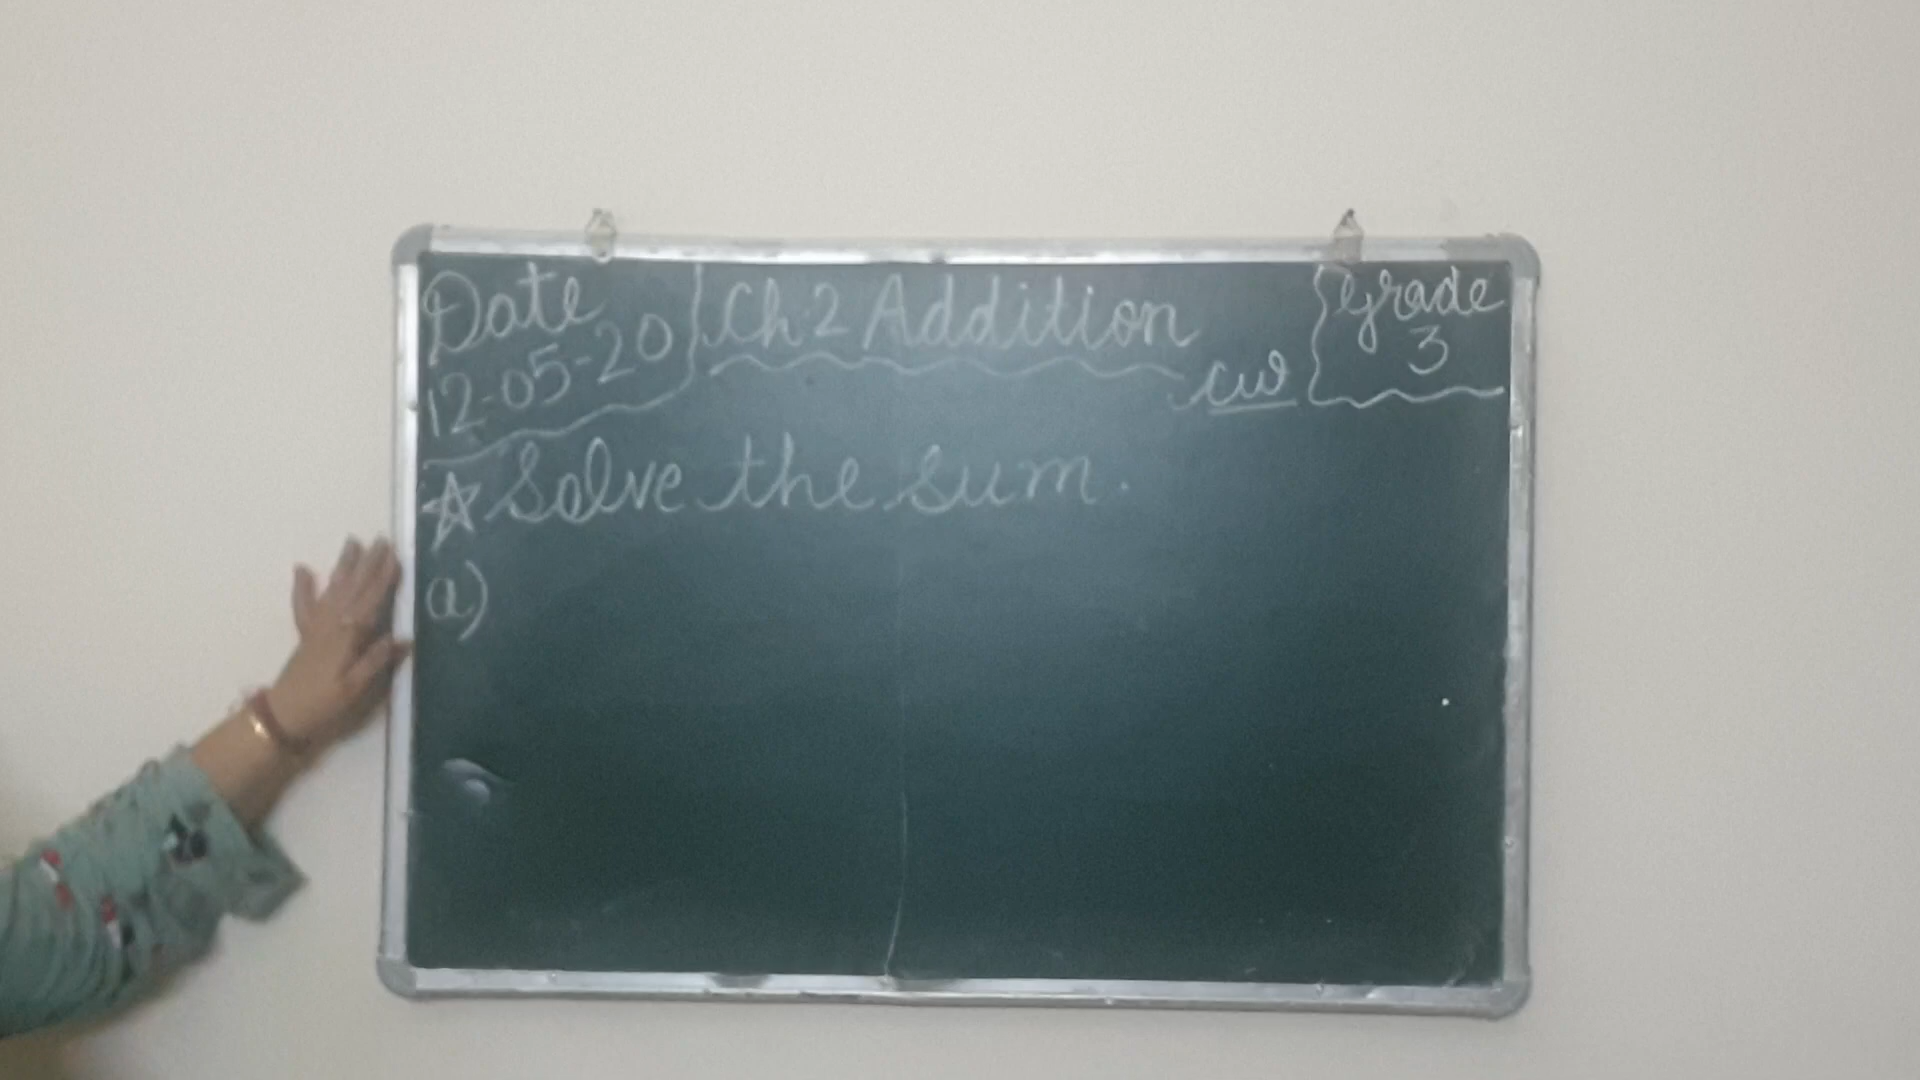 Date
12-05-20
Ch 2 Addition
cw
Grade
3
☆ Solve the sum.
a)